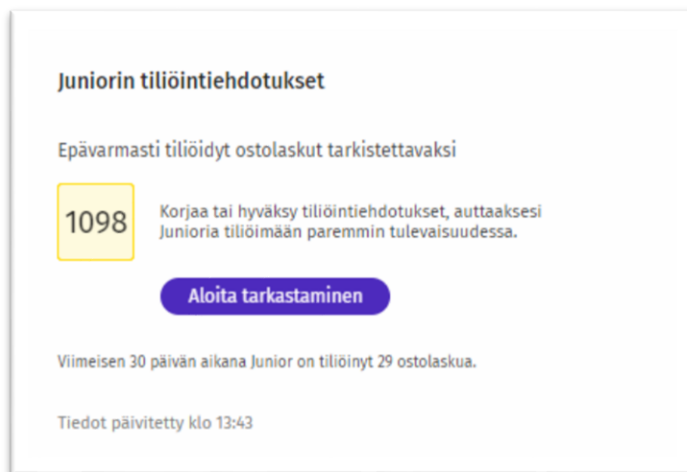 Juniorin tiliöintiehdotukset
Epävarmasti tiliöidyt ostolaskut tarkistettavaksi
1098
Korjaa tai hyväksy tiliöintiehdotukset, auttaaksesi
Junioria tiliöimään paremmin tulevaisuudessa.
Aloita tarkastaminen
Viimeisen 30 päivän aikana Junior on tiliöinyt 29 ostolaskua.
Tiedot päivitetty klo 13:43